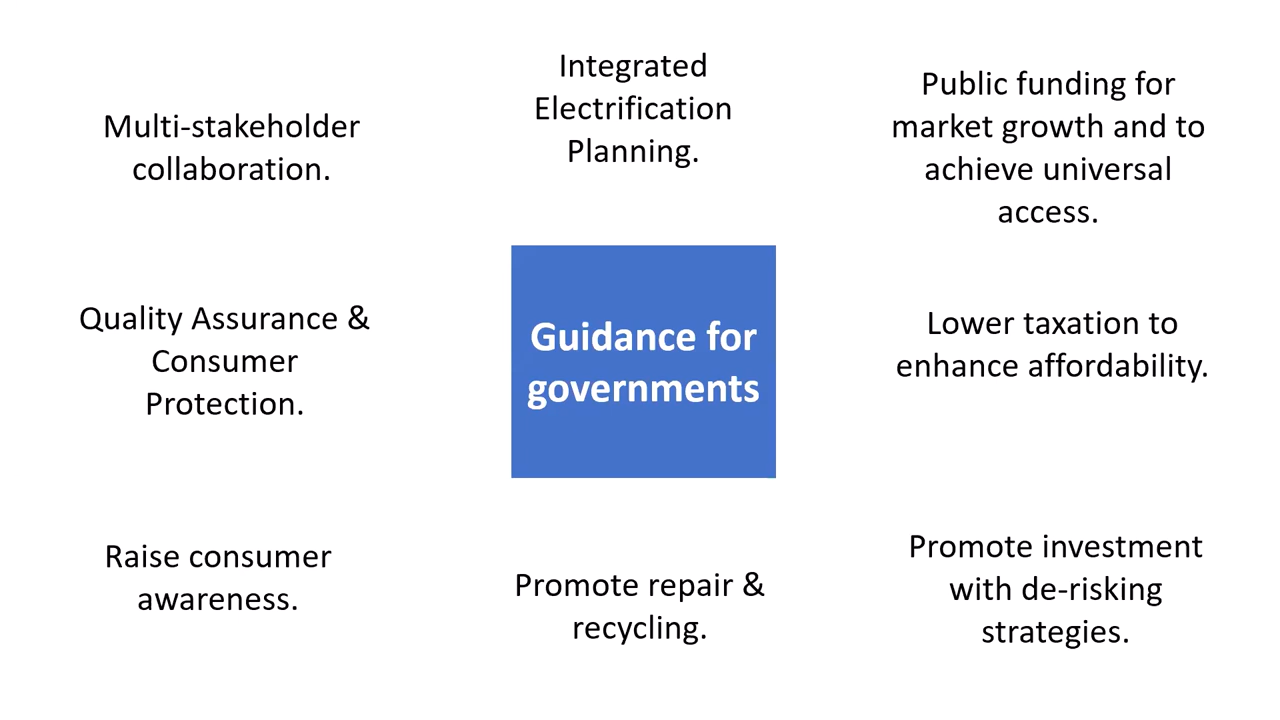 Multi-stakeholder
collaboration.
Integrated
Electrification
Planning.
Public funding for
market growth and to
achieve universal
access.
Quality Assurance &
Consumer
Protection.
Guidance for
governments
Lower taxation to
enhance affordability.
Raise consumer
awareness.
Promote repair &
recycling.
Promote investment
with de-risking
strategies.